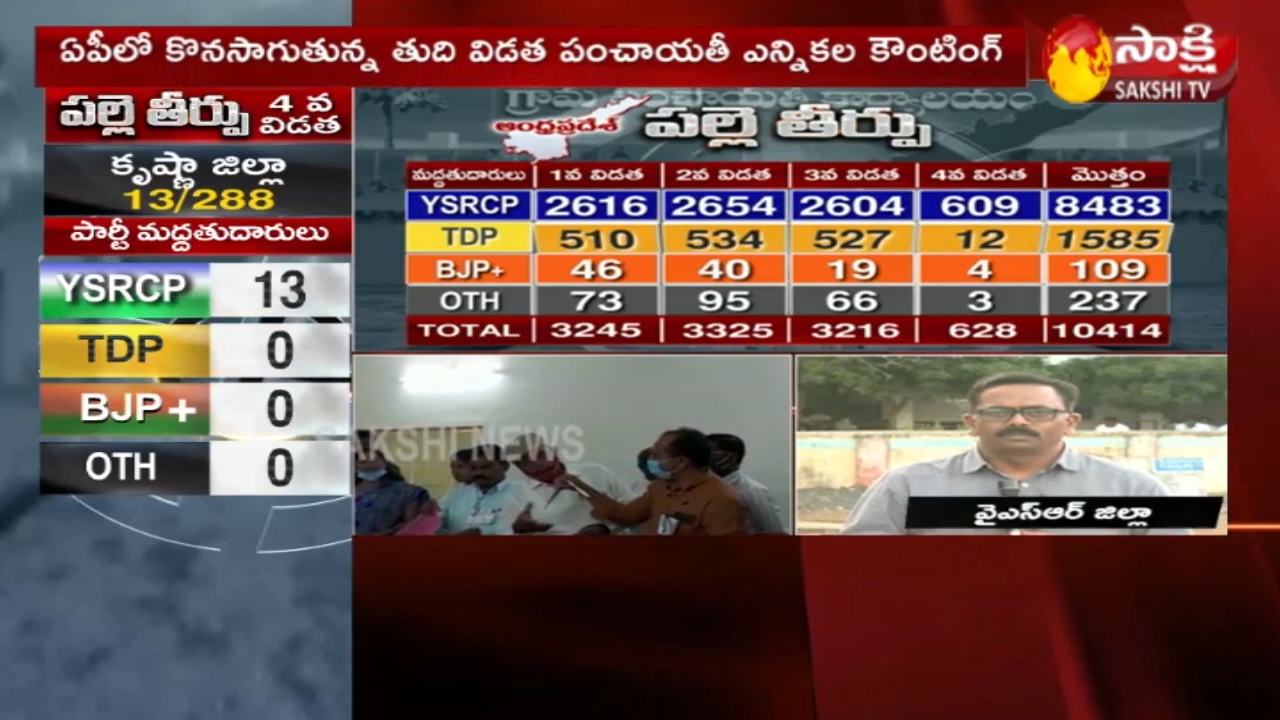 ఏపీలో కొనసాగుతున్న తుది విడత పంచాయతీ ఎన్నికల కౌంటింగ్
సాక్షి
SAKSHI TV
పల్లె తీర్పు 4 వ విడత
కృష్ణా జిల్లా
13/288
పార్టీ మద్దతుదారులు
YSRCP 13
TDP 0
BJP+ 0
OTH 0
గ్రామ పంచాయతీ కార్యాలయం
ఆంధ్రప్రదేశ్ పల్లె తీర్పు
మద్దతుదారులు 1వ విడత 2వ విడత 3వ విడత 4వ విడత మొత్తం
YSRCP 2616 2654 2604 609 8483
TDP 510 534 527 12 1585
BJP+ 46 40 19 4 109
OTH 73 95 66 3 237
TOTAL 3245 3325 3216 628 10414
AKSHI NEWS
వైఎస్ఆర్ జిల్లా